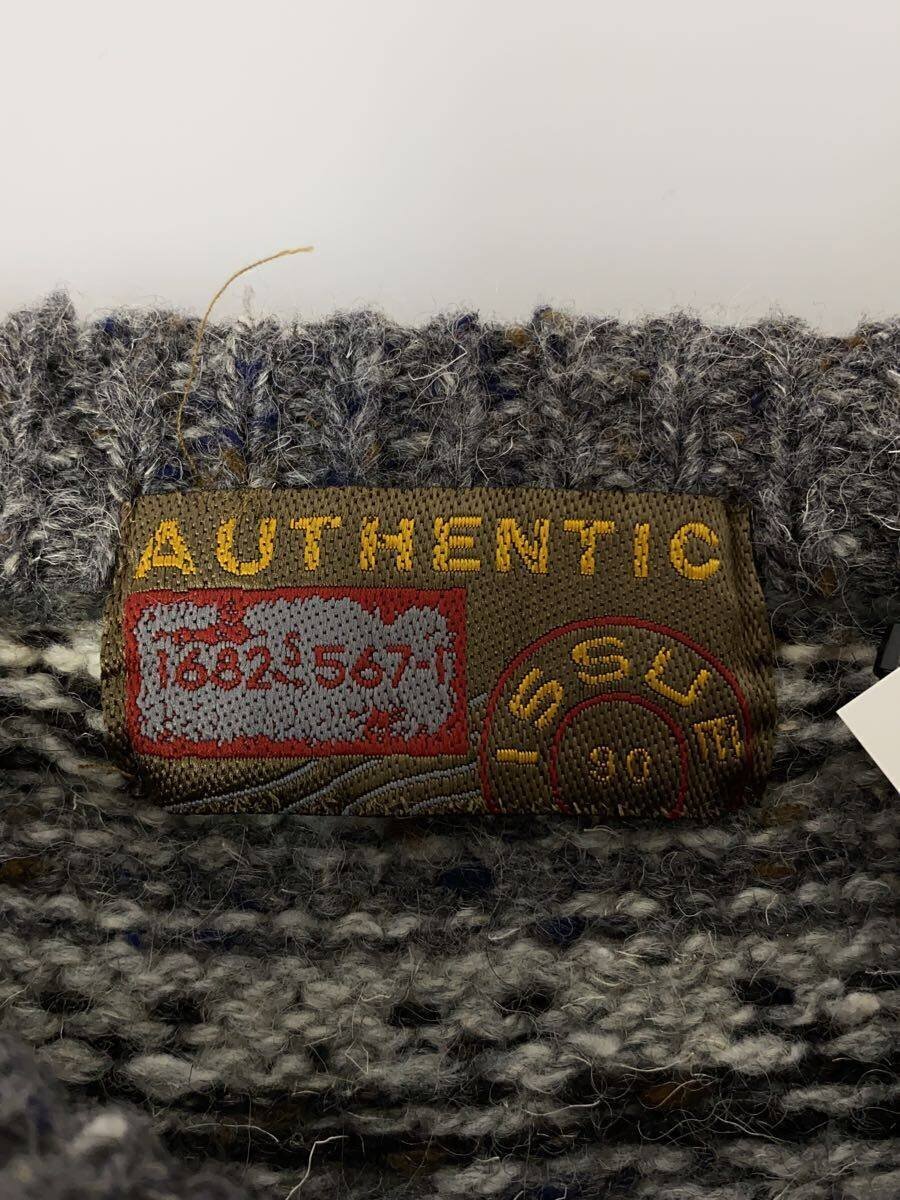 AUTHENTIC
1682 567-1
ISSUE
90